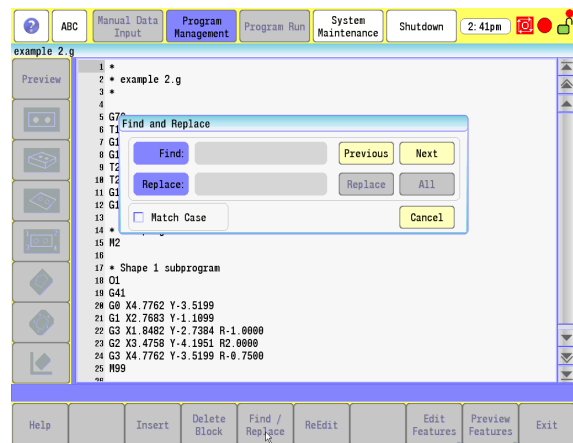 ?
ABC
Manual Data Input
Program Management
Program Run
System Maintenance
Shutdown
2:41pm
example 2.g
Preview
1 *
2 * example 2.g
3 *
4
5 G70
6 T1
7 G1
8 G1
9 T2
10 T2
11 G1
12 G1
13
14 *
15 M2
16
17 * Shape 1 subprogram
18 O1
19 G41
20 G0 X4.7762 Y-3.5199
21 G1 X2.7683 Y-1.1099
22 G3 X1.8482 Y-2.7384 R-1.0000
23 G2 X3.4758 Y-4.1951 R2.0000
24 G3 X4.7762 Y-3.5199 R-0.7500
25 M99
26
Find and Replace
Find:
Previous
Next
Replace:
Replace
All
Match Case
Cancel
Help
Insert
Delete Block
Find / Replace
ReEdit
Edit Features
Preview Features
Exit